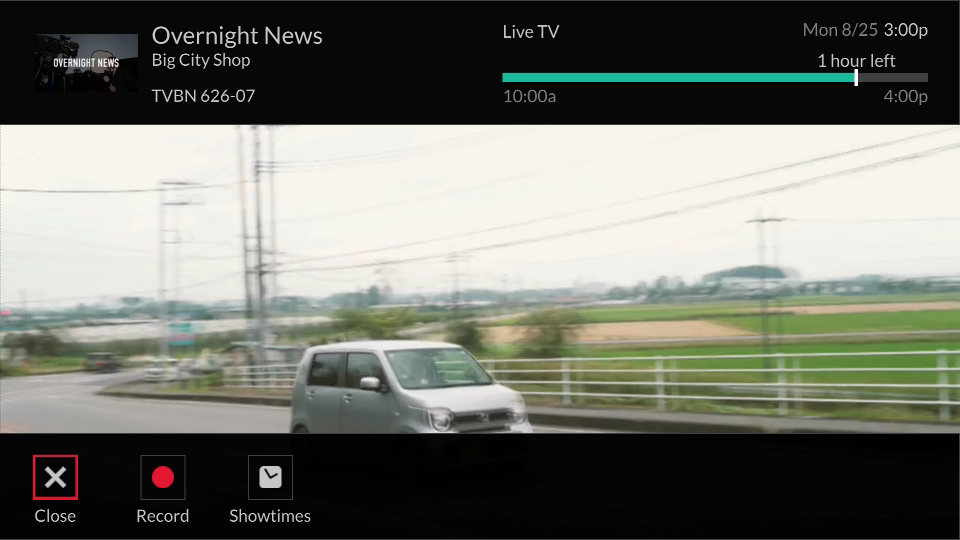 OVERNIGHT NEWS
Overnight News
Big City Shop
TVBN 626-07
Live TV
Mon 8/25 3:00p
1 hour left
10:00a
4:00p
Close
Record
Showtimes